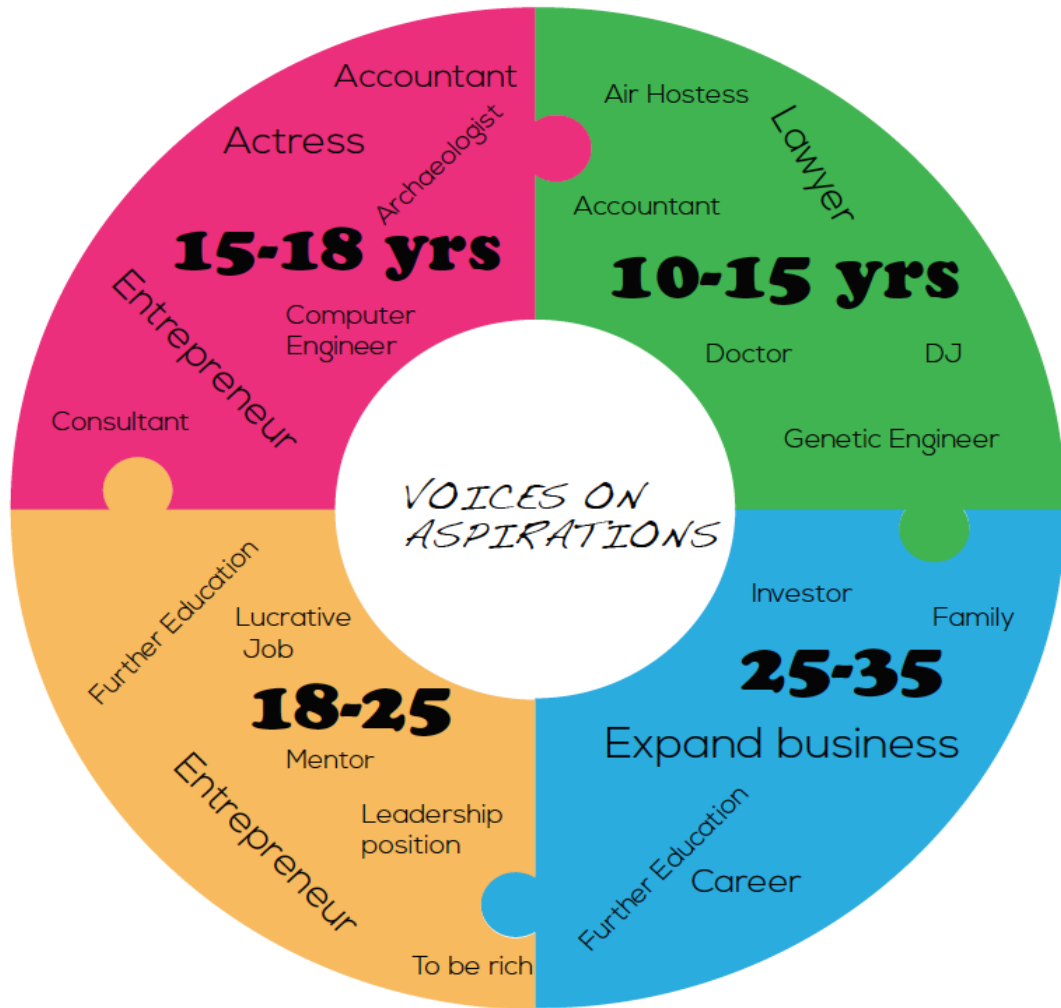 Accountant
Actress
Archaeologist
15-18 yrs
Entrepreneur
Computer
Engineer
Consultant
Air Hostess
Lawyer
Accountant
10-15 yrs
Doctor
DJ
Genetic Engineer
VOICES ON
ASPIRATIONS
Further Education
Lucrative
Job
18-25
Mentor
Entrepreneur
Leadership
position
To be rich
Investor
Family
25-35
Expand business
Further Education
Career